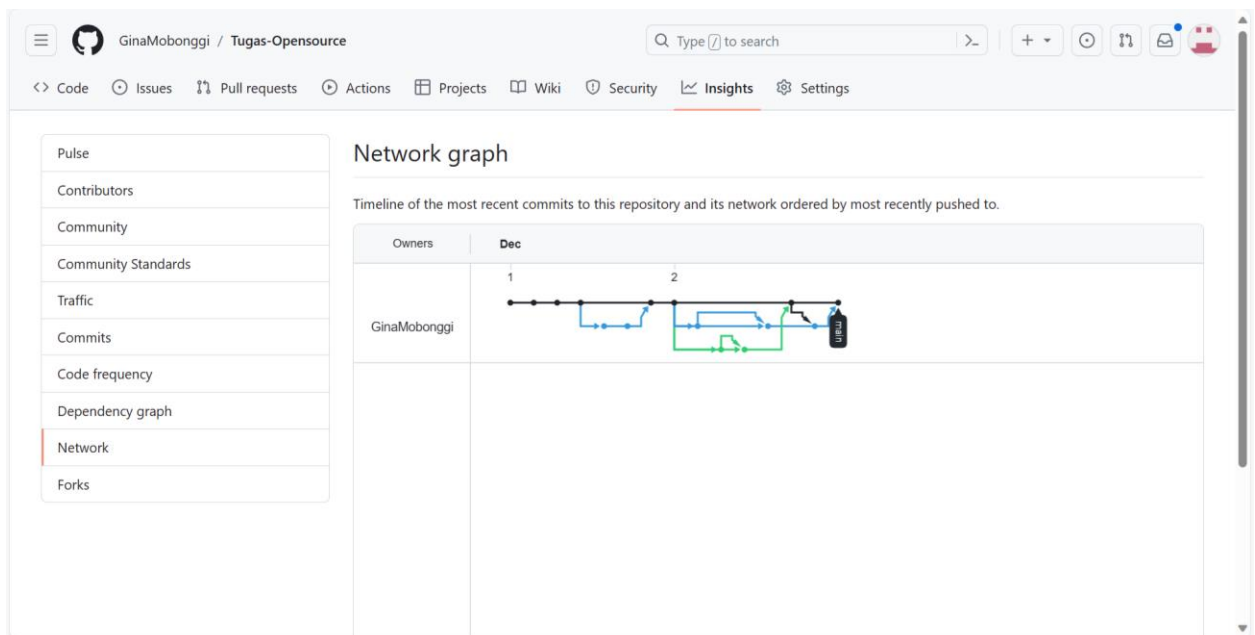 GinaMobonggi / Tugas-Opensource
Type / to search
Code Issues Pull requests Actions Projects Wiki Security Insights Settings
Pulse
Contributors
Community
Community Standards
Traffic
Commits
Code frequency
Dependency graph
Network
Forks
Network graph
Timeline of the most recent commits to this repository and its network ordered by most recently pushed to.
Owners Dec
1 2
GinaMobonggi
main